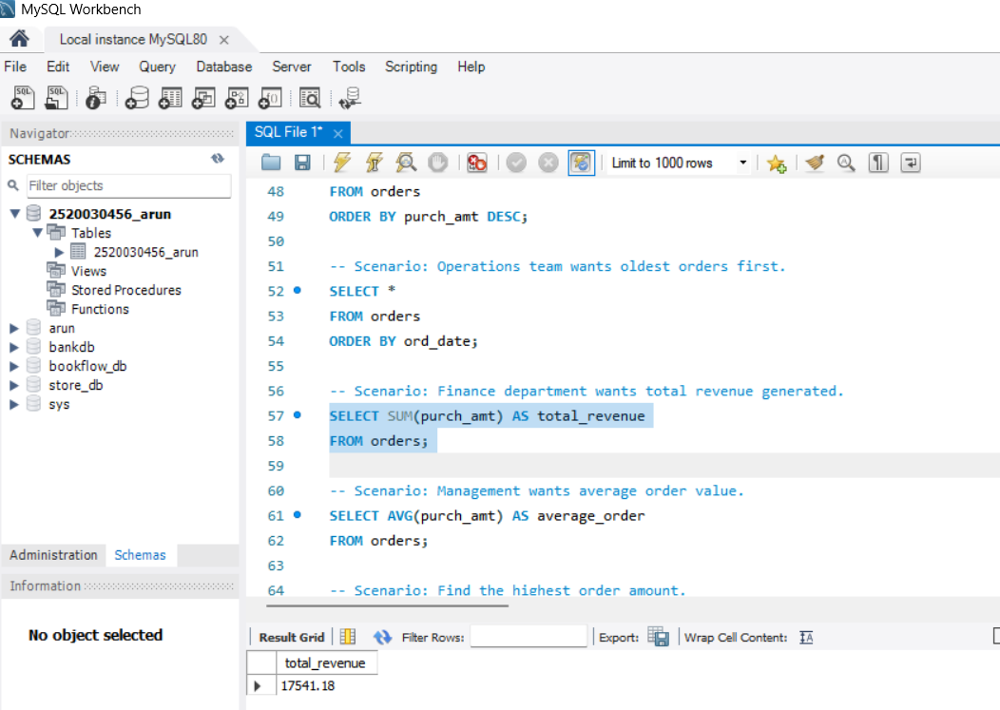 MySQL Workbench
Local instance MySQL80
File Edit View Query Database Server Tools Scripting Help
Navigator
SCHEMAS
Filter objects
2520030456_arun
Tables
2520030456_arun
Views
Stored Procedures
Functions
arun
bankdb
bookflow_db
store_db
sys
Administration Schemas
Information
No object selected
SQL File 1*
Limit to 1000 rows
48 FROM orders
49 ORDER BY purch_amt DESC;
50
51 -- Scenario: Operations team wants oldest orders first.
52 SELECT *
53 FROM orders
54 ORDER BY ord_date;
55
56 -- Scenario: Finance department wants total revenue generated.
57 SELECT SUM(purch_amt) AS total_revenue
58 FROM orders;
59
60 -- Scenario: Management wants average order value.
61 SELECT AVG(purch_amt) AS average_order
62 FROM orders;
63
64 -- Scenario: Find the highest order amount.
Result Grid Filter Rows: Export: Wrap Cell Content:
total_revenue
17541.18